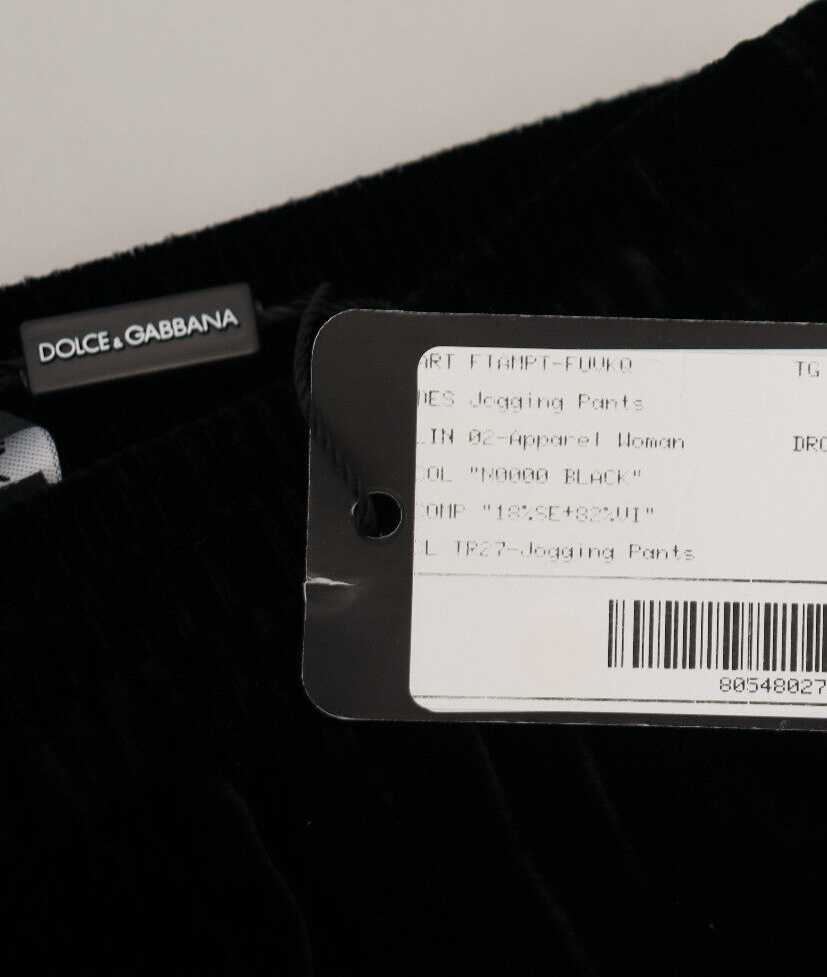 DOLCE & GABBANA
ART FTAMPT-FUVKQ TG
DES Jogging Pants
LIN 02-Apparel Woman DRO
COL "N0000 BLACK"
COMP "18%SE+82%VI"
CL TR27-Jogging Pants
80548027